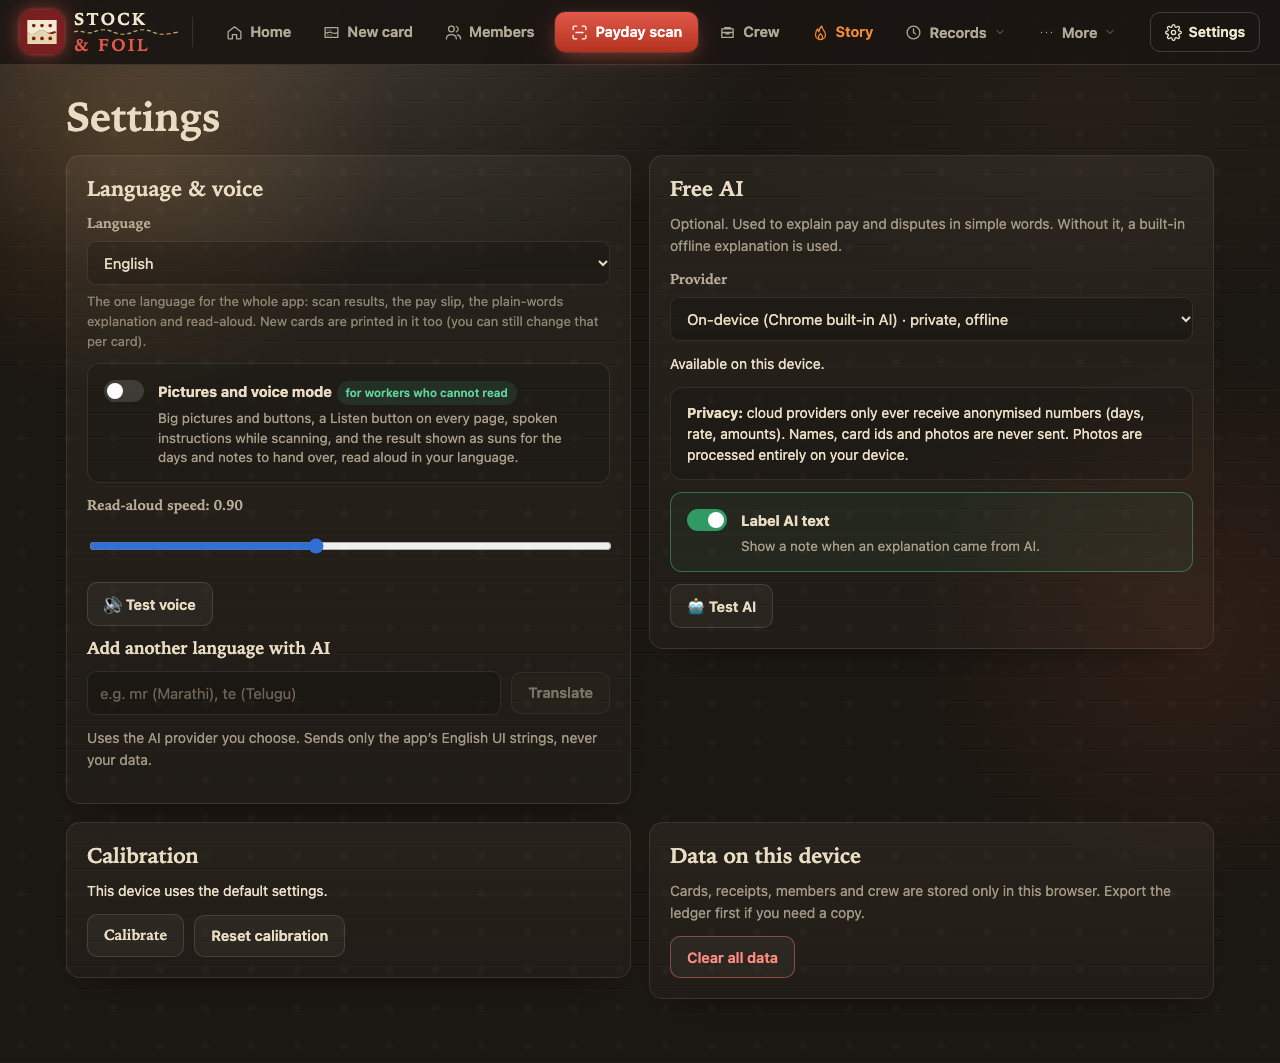 STOCK
& FOIL
Home
New card
Members
Payday scan
Crew
Story
Records
More
Settings
Settings
Language & voice
Language
English
The one language for the whole app: scan results, the pay slip, the plain-words
explanation and read-aloud. New cards are printed in it too (you can still change that
per card).
Pictures and voice mode for workers who cannot read
Big pictures and buttons, a Listen button on every page, spoken
instructions while scanning, and the result shown as suns for the
days and notes to hand over, read aloud in your language.
Read-aloud speed: 0.90
Test voice
Add another language with AI
e.g. mr (Marathi), te (Telugu)
Translate
Uses the AI provider you choose. Sends only the app's English UI strings, never
your data.
Free AI
Optional. Used to explain pay and disputes in simple words. Without it, a built-in
offline explanation is used.
Provider
On-device (Chrome built-in AI) · private, offline
Available on this device.
Privacy: cloud providers only ever receive anonymised numbers (days,
rate, amounts). Names, card ids and photos are never sent. Photos are
processed entirely on your device.
Label AI text
Show a note when an explanation came from AI.
Test AI
Calibration
This device uses the default settings.
Calibrate
Reset calibration
Data on this device
Cards, receipts, members and crew are stored only in this browser. Export the
ledger first if you need a copy.
Clear all data